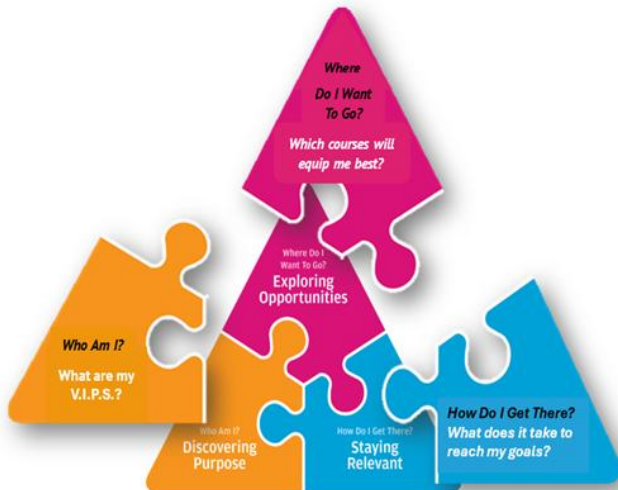 Where
Do I Want
To Go?
Which courses will
equip me best?
Where Do I
Want To Go?
Exploring
Opportunities
Who Am I?
What are my
V.I.P.S.?
Who Am I?
Discovering
Purpose
How Do I Get There?
Staying
Relevant
How Do I Get There?
What does it take to
reach my goals?